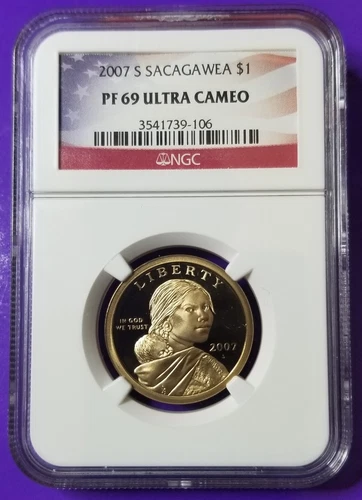 2007 S SACAGAWEA $1
PF 69 ULTRA CAMEO
3541739-106
NGC
LIBERTY
IN GOD
WE TRUST
2007
S